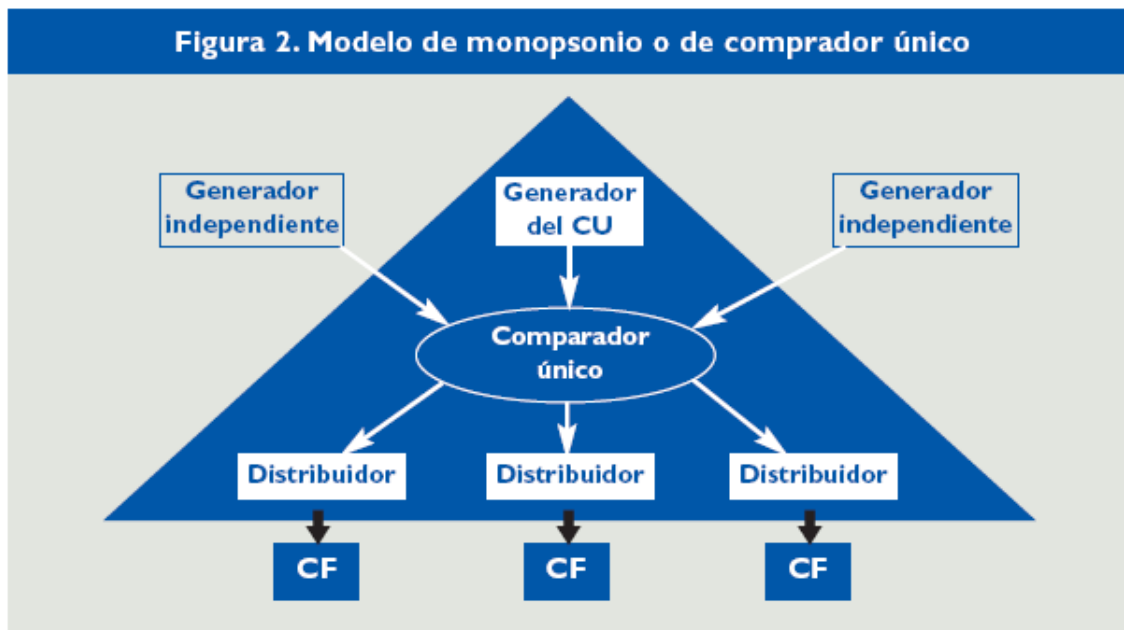 Figura 2. Modelo de monopsonio o de comprador único
Generador
independiente
Generador
del CU
Generador
independiente
Comparador
único
Distribuidor
Distribuidor
Distribuidor
CF
CF
CF